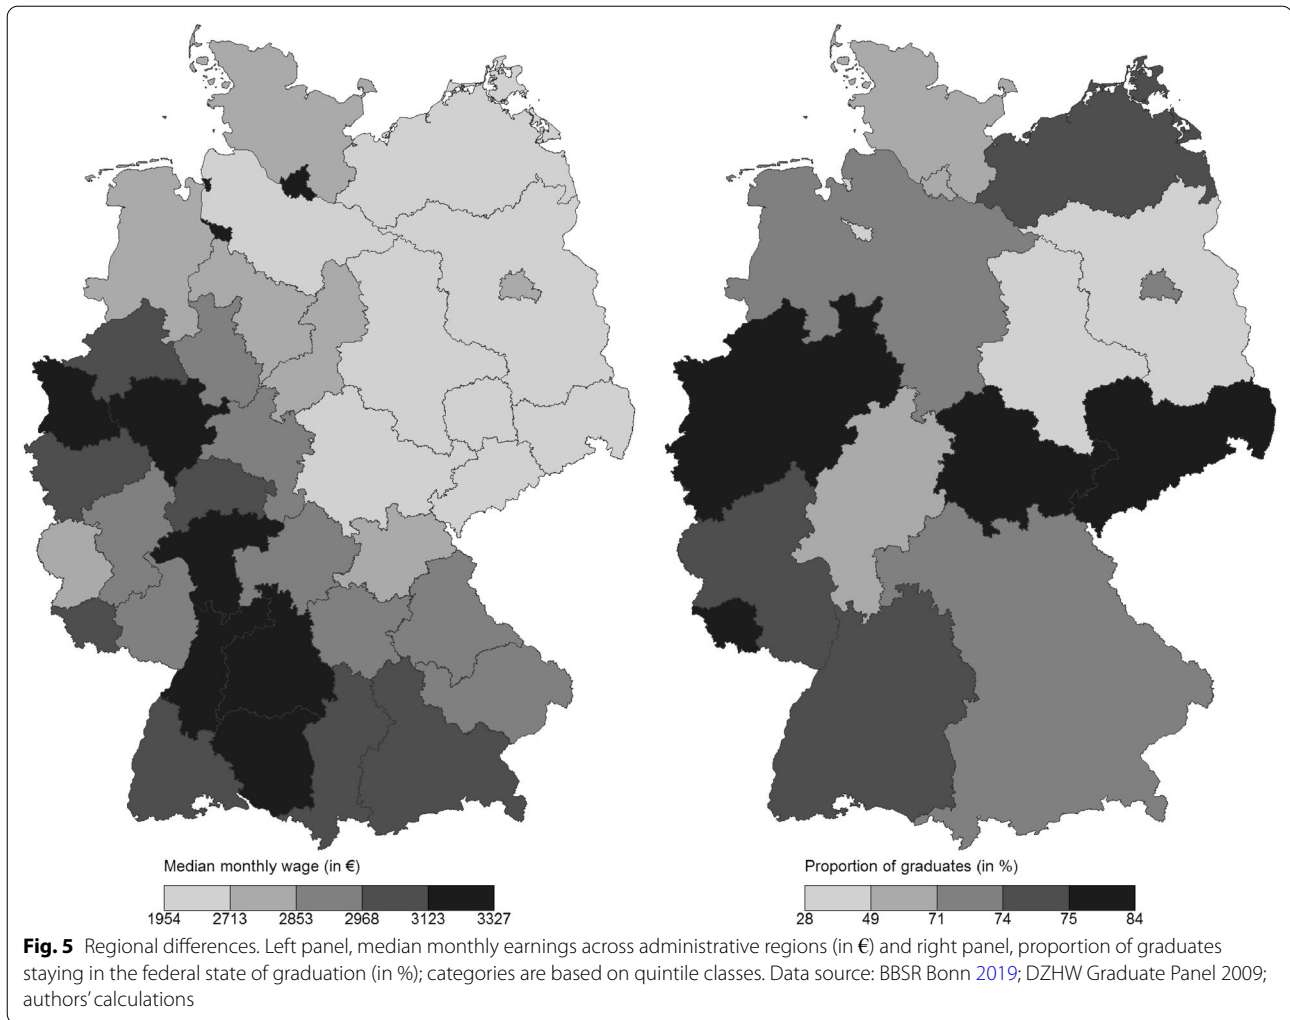 Median monthly wage (in €)
1954 2713 2853 2968 3123 3327
Proportion of graduates (in %)
28 49 71 74 75 84
Fig. 5 Regional differences. Left panel, median monthly earnings across administrative regions (in €) and right panel, proportion of graduates
staying in the federal state of graduation (in %); categories are based on quintile classes. Data source: BBSR Bonn 2019; DZHW Graduate Panel 2009;
authors' calculations